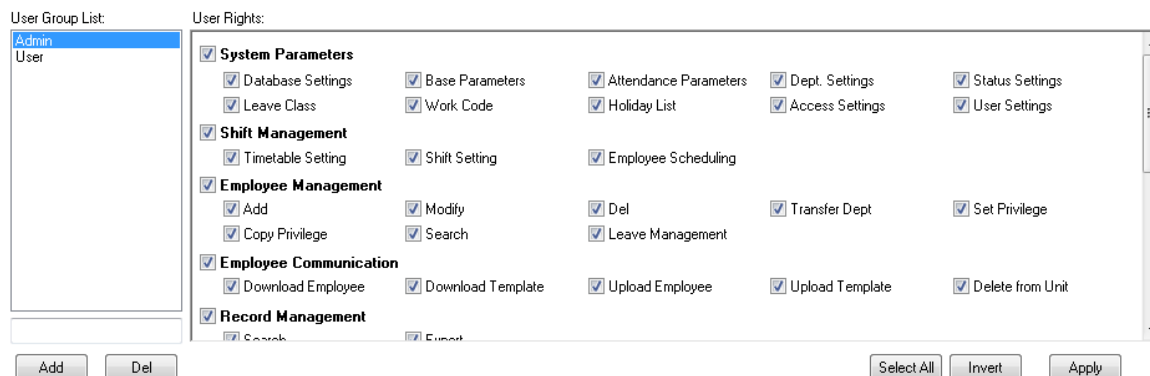 User Group List:
Admin
User
Add Del
User Rights:
System Parameters
Database Settings Base Parameters Attendance Parameters Dept. Settings Status Settings
Leave Class Work Code Holiday List Access Settings User Settings
Shift Management
Timetable Setting Shift Setting Employee Scheduling
Employee Management
Add Modify Del Transfer Dept Set Privilege
Copy Privilege Search Leave Management
Employee Communication
Download Employee Download Template Upload Employee Upload Template Delete from Unit
Record Management
Search Export
Select All Invert Apply